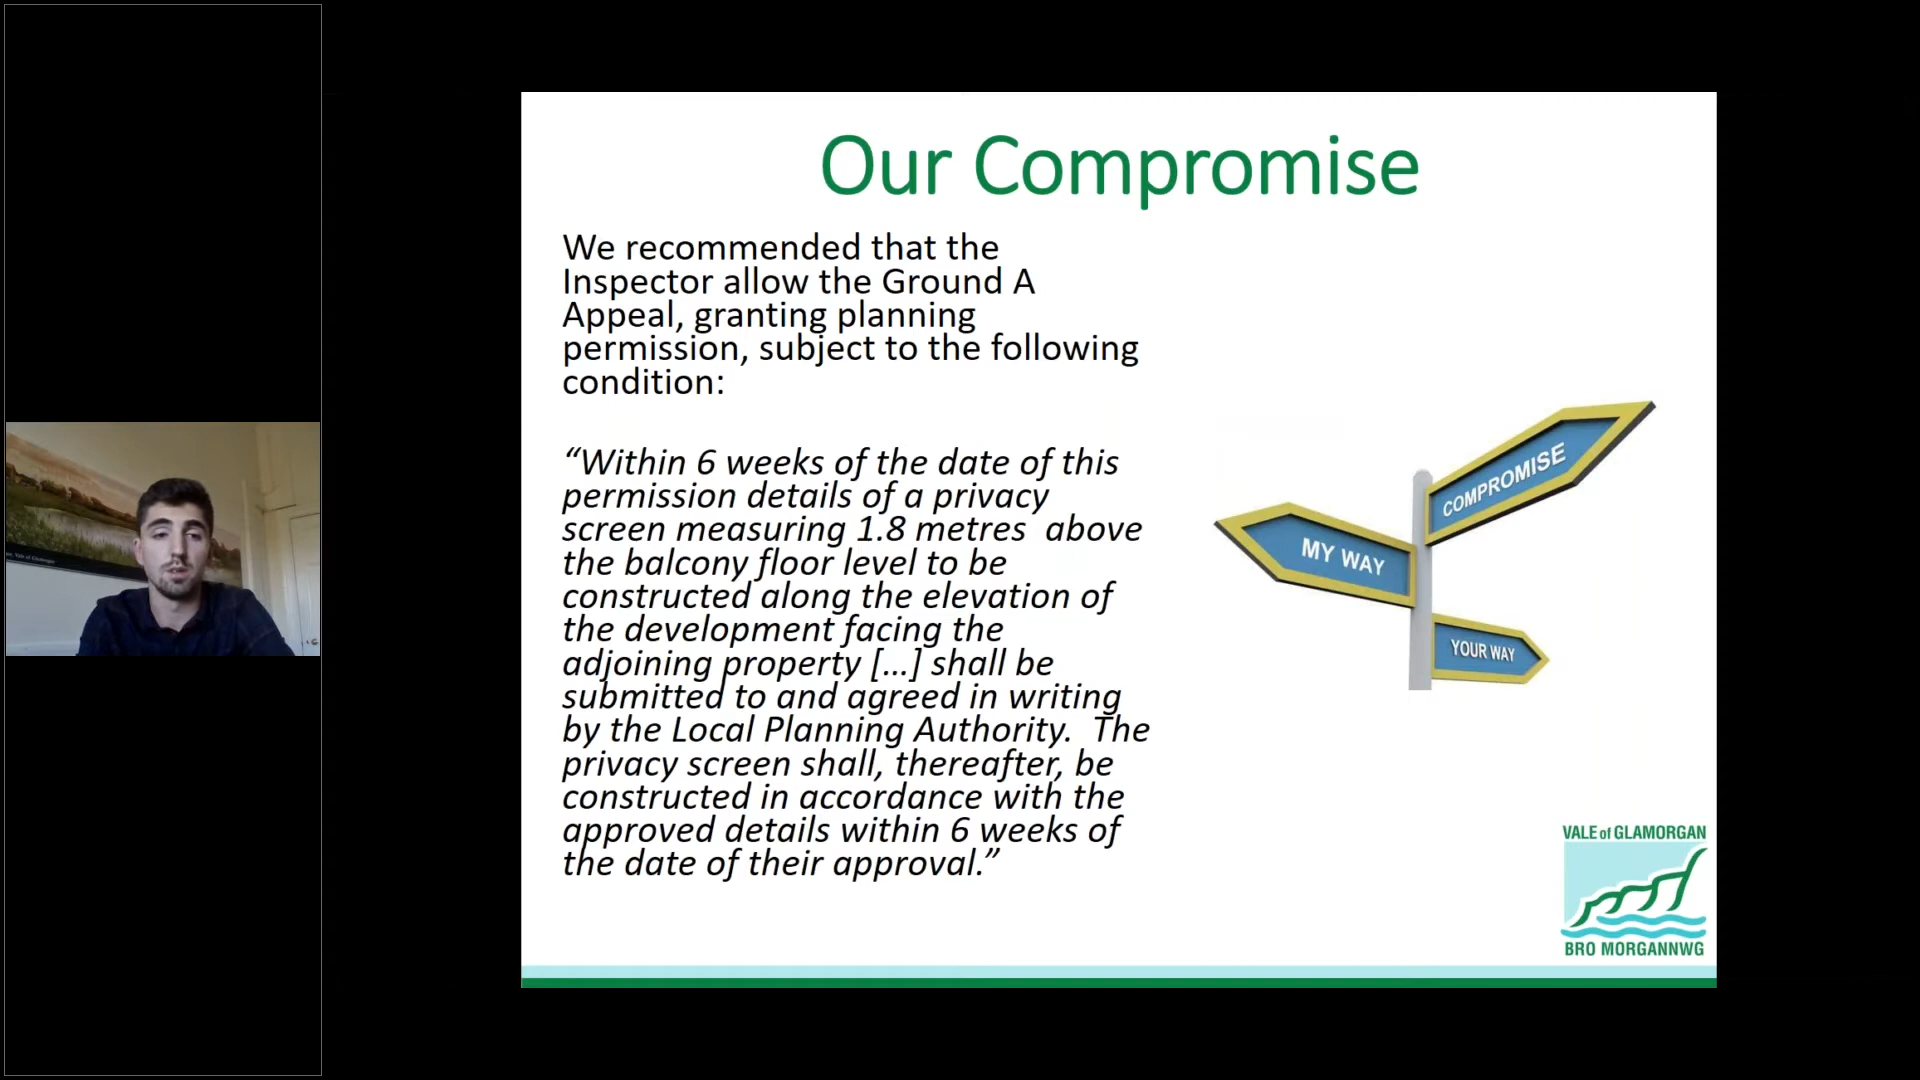 Our Compromise
We recommended that the
Inspector allow the Ground A
Appeal, granting planning
permission, subject to the following
condition:
“Within 6 weeks of the date of this
permission details of a privacy
screen measuring 1.8 metres  above
the balcony floor level to be
constructed along the elevation of
the development facing the
adjoining property [...] shall be
submitted to and agreed in writing
by the Local Planning Authority.  The
privacy screen shall, thereafter, be
constructed in accordance with the
approved details within 6 weeks of
the date of their approval.”
COMPROMISE
MY WAY
YOUR WAY
VALE of GLAMORGAN
BRO MORGANNWG